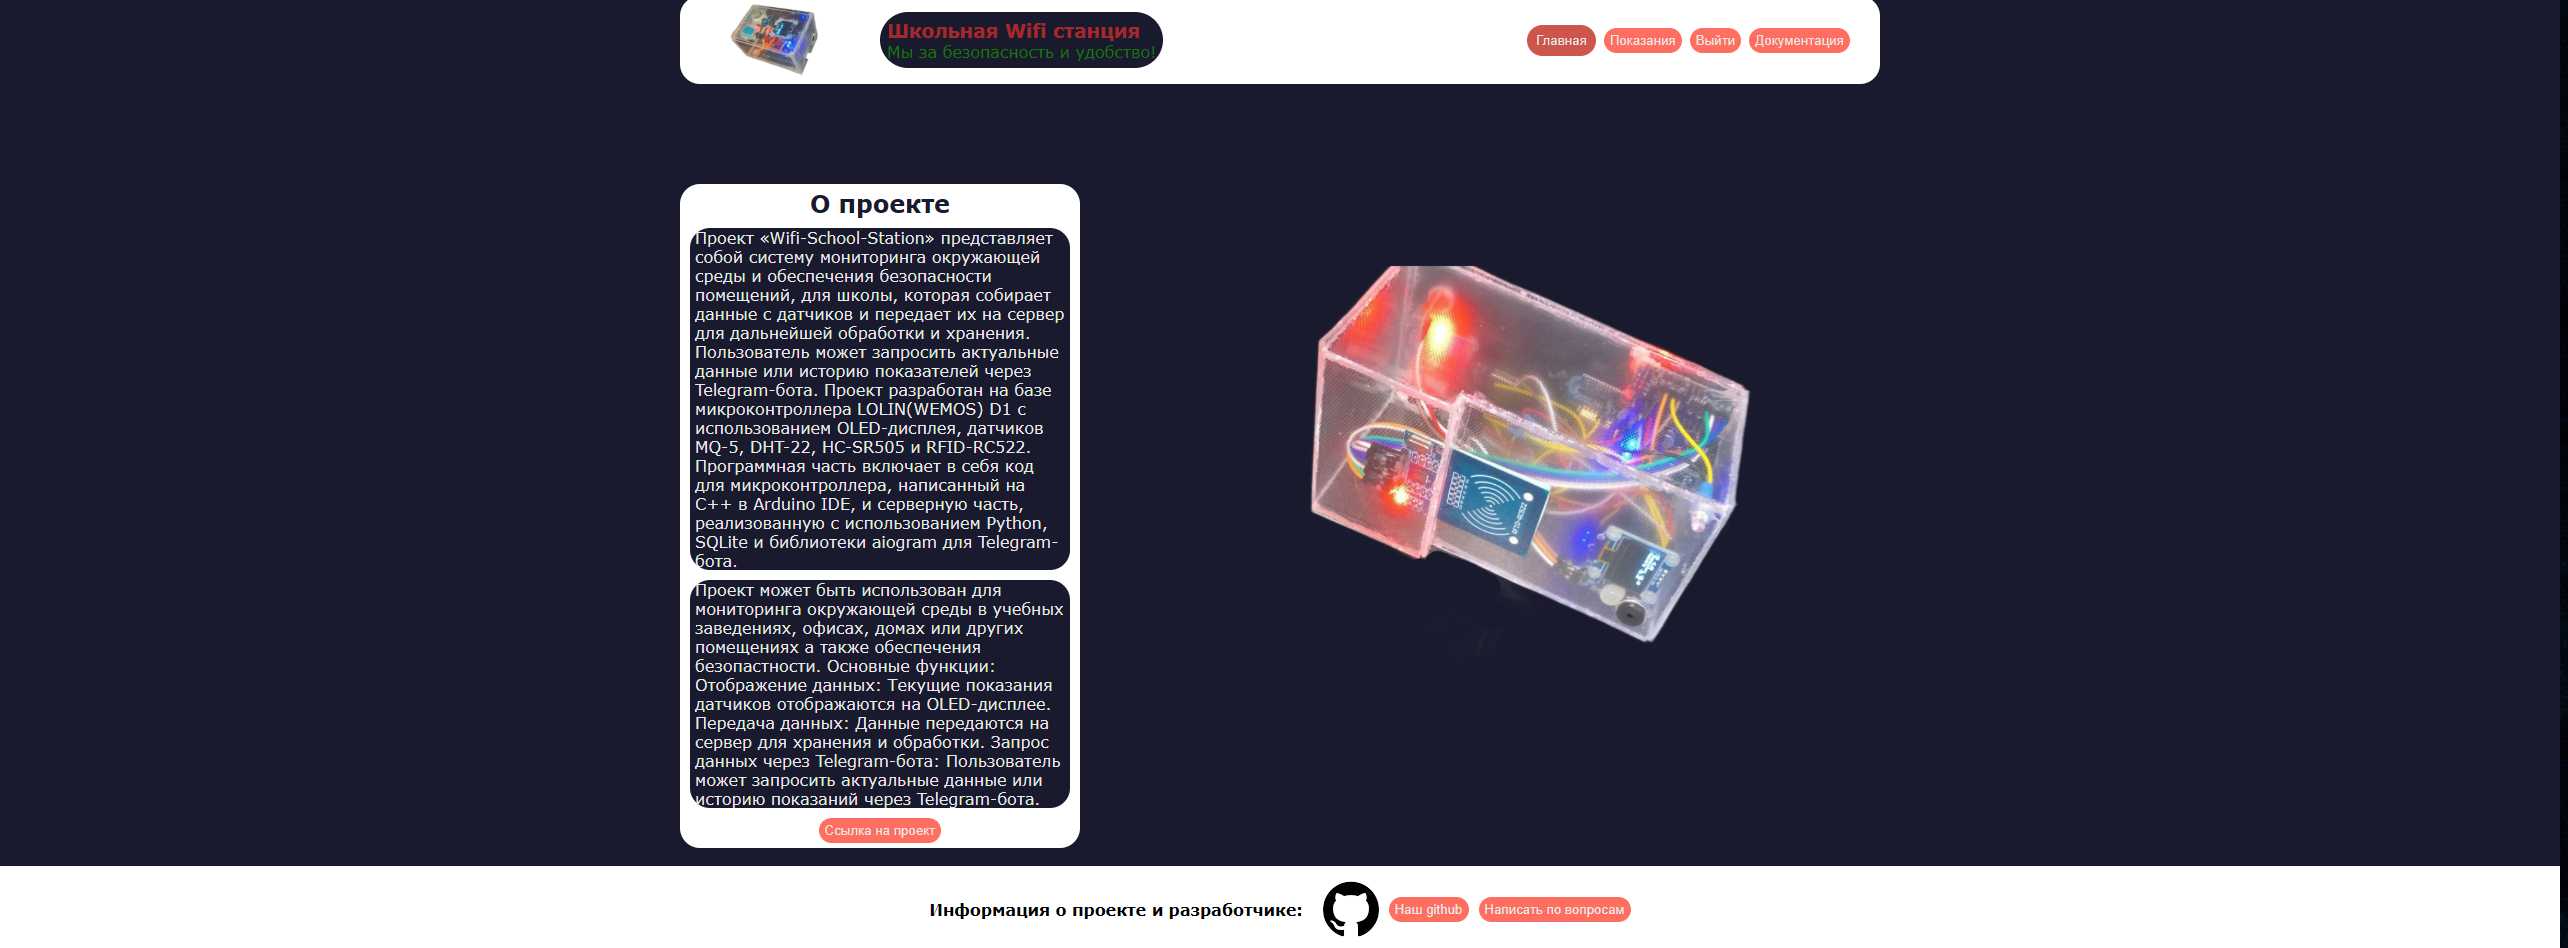 Школьная Wifi станция
Мы за безопасность и удобство!
Главная
Показания
Выйти
Документация
О проекте
Проект «Wifi-School-Station» представляет
собой систему мониторинга окружающей
среды и обеспечения безопасности
помещений, для школы, которая собирает
данные с датчиков и передает их на сервер
для дальнейшей обработки и хранения.
Пользователь может запросить актуальные
данные или историю показателей через
Telegram-бота. Проект разработан на базе
микроконтроллера LOLIN(WEMOS) D1 с
использованием OLED-дисплея, датчиков
MQ-5, DHT-22, HC-SR505 и RFID-RC522.
Программная часть включает в себя код
для микроконтроллера, написанный на
C++ в Arduino IDE, и серверную часть,
реализованную с использованием Python,
SQLite и библиотеки aiogram для Telegram-
бота.
Проект может быть использован для
мониторинга окружающей среды в учебных
заведениях, офисах, домах или других
помещениях а также обеспечения
безопастности. Основные функции:
Отображение данных: Текущие показания
датчиков отображаются на OLED-дисплее.
Передача данных: Данные передаются на
сервер для хранения и обработки. Запрос
данных через Telegram-бота: Пользователь
может запросить актуальные данные или
историю показаний через Telegram-бота.
Ссылка на проект
RFID-RC522
Информация о проекте и разработчике:
Наш github
Написать по вопросам